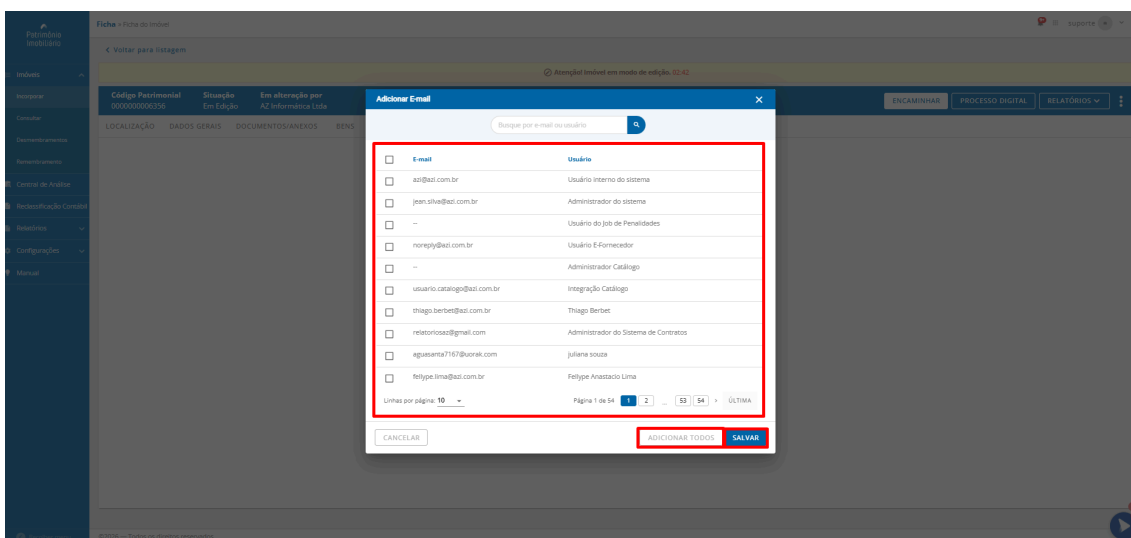 Patrimônio
Imobiliário
Ficha > Ficha do Imóvel
suporte
< Voltar para listagem
Atenção! Imóvel em modo de edição. 02:42
Imóveis
Incorporar
Consultar
Desmembramentos
Remembramento
Central de Análise
Reclassificação Contábil
Relatórios
Configurações
Manual
Código Patrimonial Situação Em alteração por
0000000006356 Em Edição AZ Informática Ltda
ENCAMINHAR PROCESSO DIGITAL RELATÓRIOS
LOCALIZAÇÃO DADOS GERAIS DOCUMENTOS/ANEXOS BENS
Adicionar E-mail
Busque por e-mail ou usuário
E-mail Usuário
azi@azi.com.br Usuário interno do sistema
jean.silva@azi.com.br Administrador do sistema
-- Usuário do Job de Penalidades
noreply@azi.com.br Usuário E-Fornecedor
-- Administrador Catálogo
usuario.catalogo@azi.com.br Integração Catálogo
thiago.berbet@azi.com.br Thiago Berbet
relatoriosaz@gmail.com Administrador do Sistema de Contratos
aguasanta7167@uorak.com juliana souza
fellype.lima@azi.com.br Fellype Anastacio Lima
Linhas por página: 10 Página 1 de 54 1 2 ... 53 54 > ÚLTIMA
CANCELAR ADICIONAR TODOS SALVAR